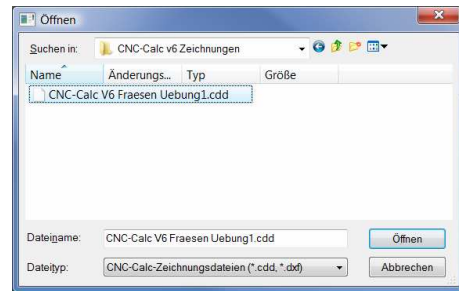 Öffnen
Suchen in: CNC-Calc v6 Zeichnungen
Name Änderungs... Typ Größe
CNC-Calc V6 Fraesen Uebung1.cdd
Dateiname: CNC-Calc V6 Fraesen Uebung1.cdd Öffnen
Dateityp: CNC-Calc-Zeichnungsdateien (*.cdd, *.dxf) Abbrechen